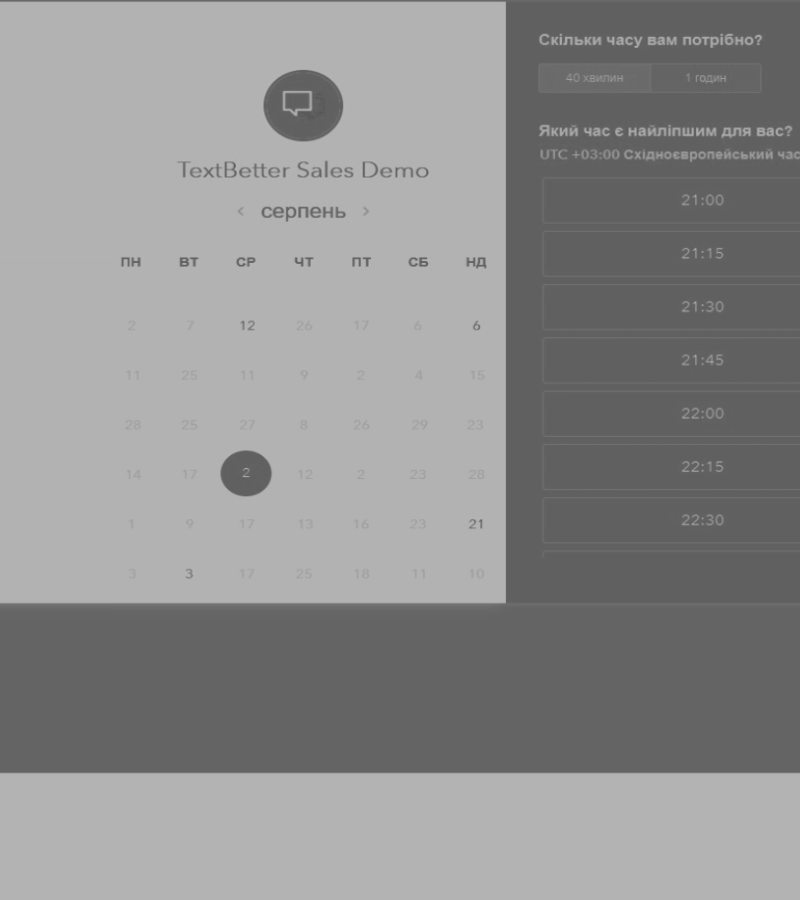 TextBetter Sales Demo
‹ серпень ›
ПН ВТ СР ЧТ ПТ СБ НД
2 7 12 26 17 6 6
11 25 11 9 2 4 15
28 25 27 8 26 29 23
14 17 2 12 2 23 28
1 9 17 13 16 23 21
3 3 17 25 18 11 10
Скільки часу вам потрібно?
40 хвилин 1 годин
Який час є найліпшим для вас?
UTC +03:00 Східноєвропейський час
21:00
21:15
21:30
21:45
22:00
22:15
22:30